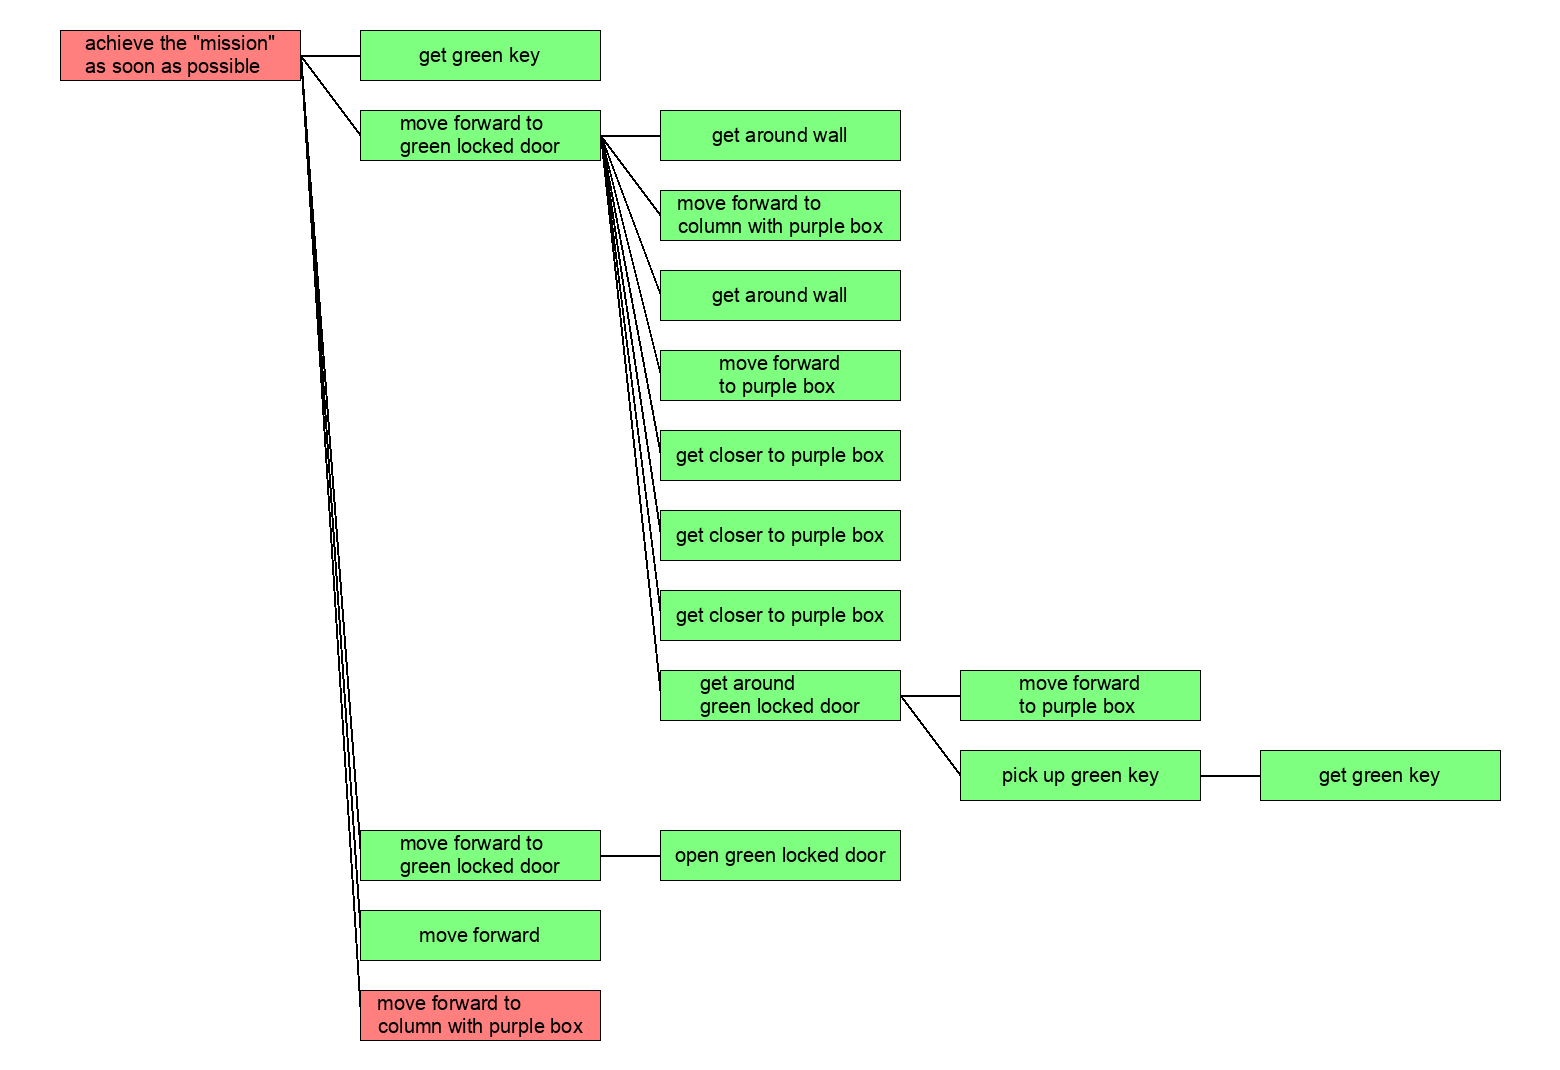 achieve the "mission"
as soon as possible
get green key
move forward to
green locked door
get around wall
move forward to
column with purple box
get around wall
move forward
to purple box
get closer to purple box
get closer to purple box
get closer to purple box
get around
green locked door
move forward
to purple box
pick up green key
get green key
move forward to
green locked door
open green locked door
move forward
move forward to
column with purple box